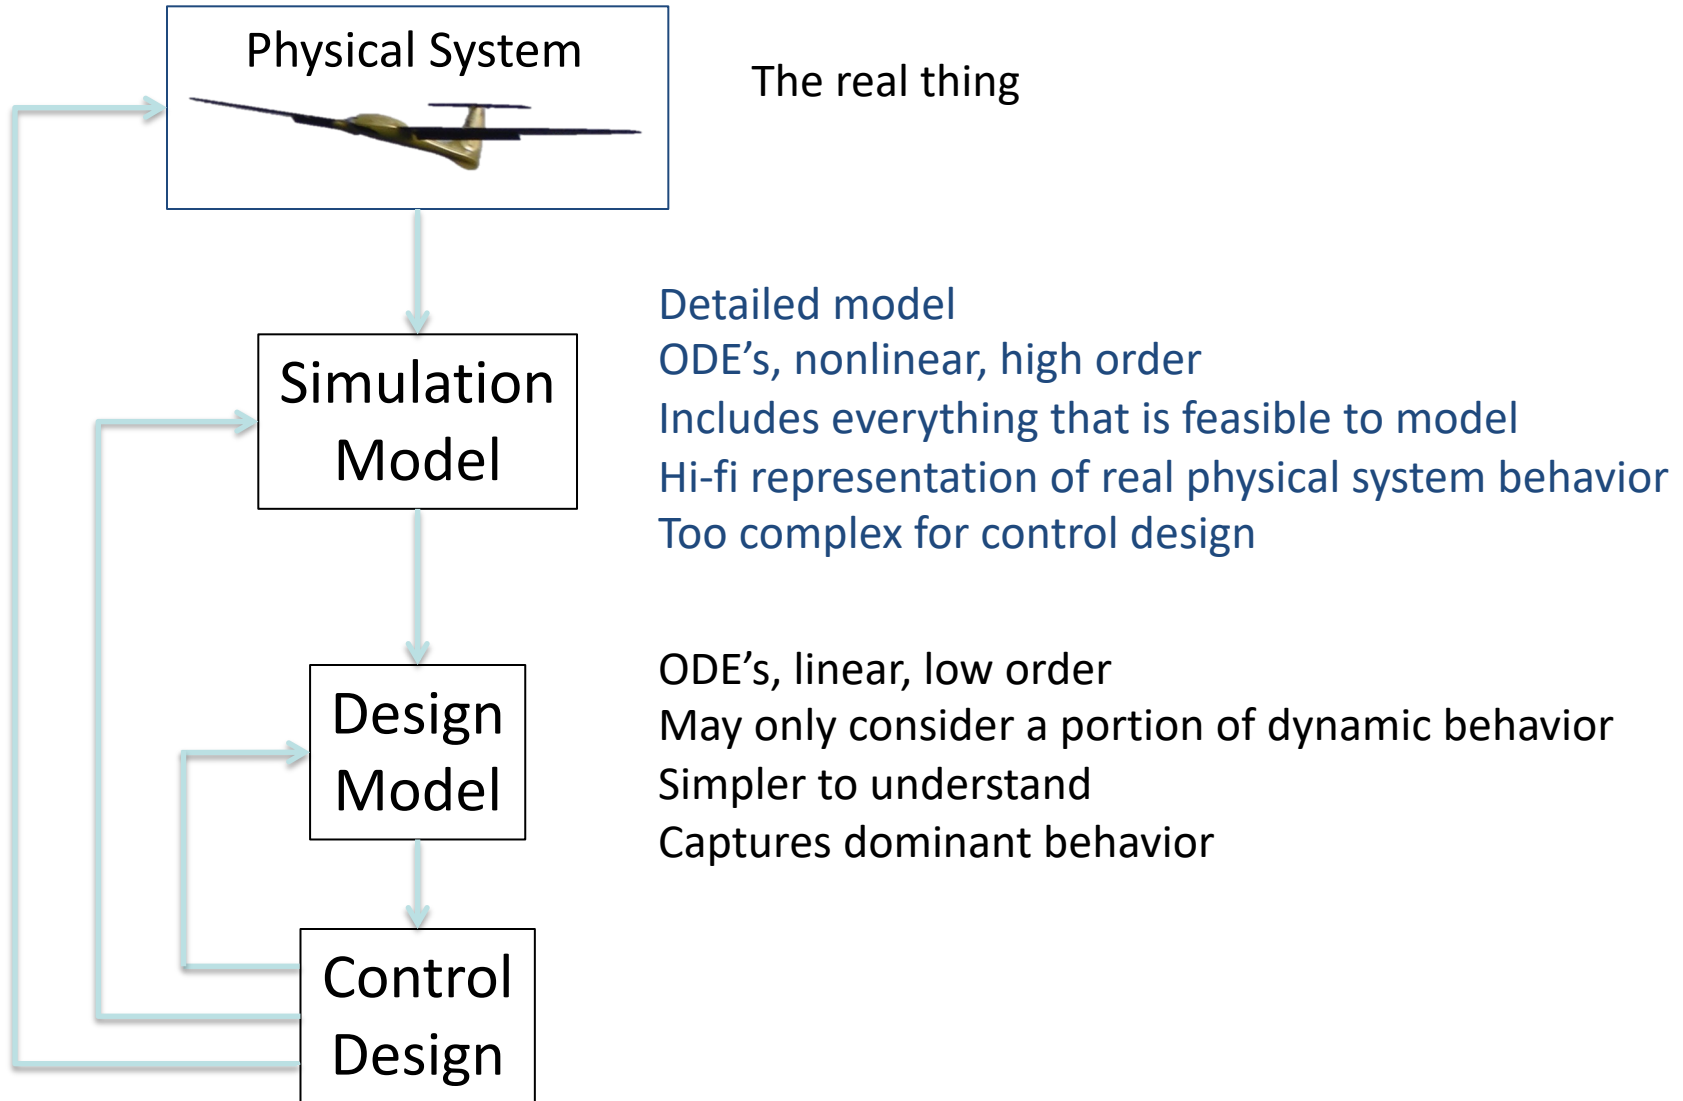 Physical System
The real thing
Simulation
Model
Detailed model
ODE’s, nonlinear, high order
Includes everything that is feasible to model
Hi-fi representation of real physical system behavior
Too complex for control design
Design
Model
ODE’s, linear, low order
May only consider a portion of dynamic behavior
Simpler to understand
Captures dominant behavior
Control
Design